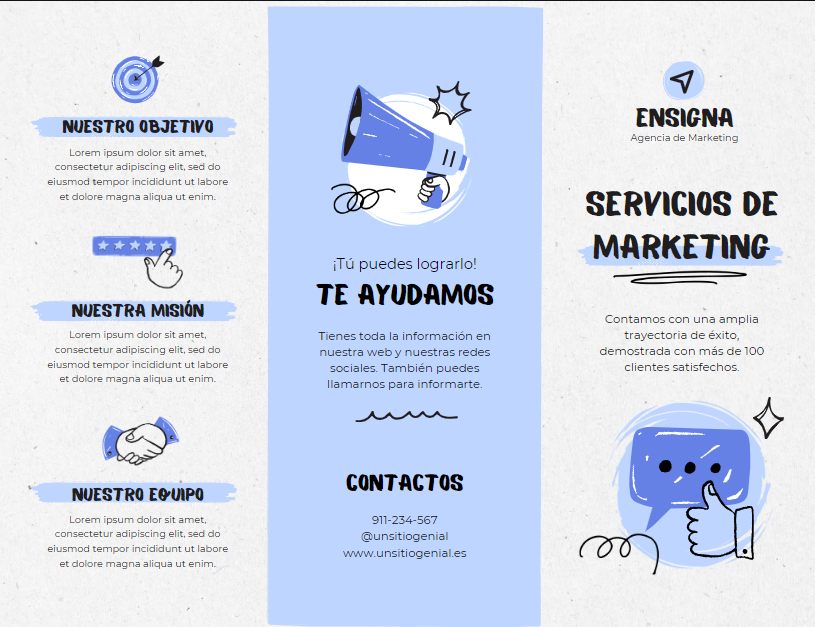 NUESTRO OBJETIVO
Lorem ipsum dolor sit amet,
consectetur adipiscing elit, sed do
eiusmod tempor incididunt ut labore
et dolore magna aliqua ut enim.
NUESTRA MISIÓN
Lorem ipsum dolor sit amet,
consectetur adipiscing elit, sed do
eiusmod tempor incididunt ut labore
et dolore magna aliqua ut enim.
NUESTRO EQUIPO
Lorem ipsum dolor sit amet,
consectetur adipiscing elit, sed do
eiusmod tempor incididunt ut labore
et dolore magna aliqua ut enim.
¡Tú puedes lograrlo!
TE AYUDAMOS
Tienes toda la información en
nuestra web y nuestras redes
sociales. También puedes
llamarnos para informarte.
CONTACTOS
911-234-567
@unsitiogenial
www.unsitiogenial.es
ENSIGNA
Agencia de Marketing
SERVICIOS DE
MARKETING
Contamos con una amplia
trayectoria de éxito,
demostrada con más de 100
clientes satisfechos.